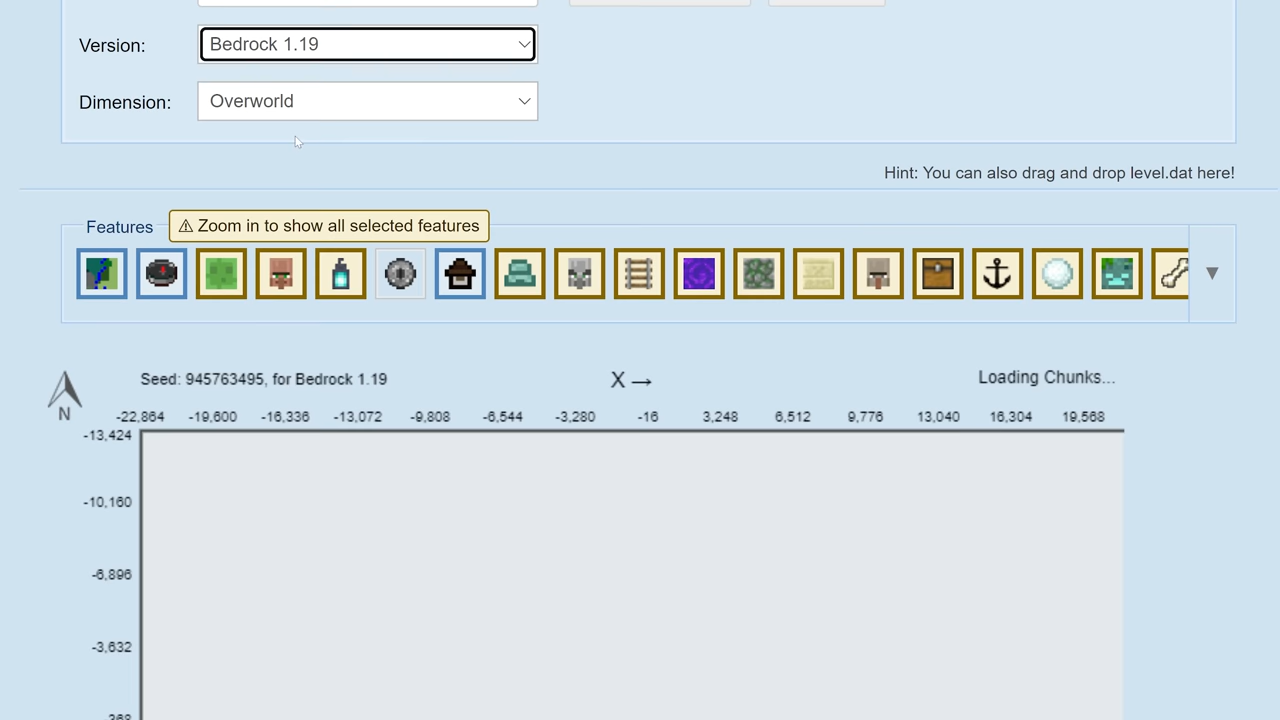 Version:
Bedrock 1.19
Dimension:
Overworld
Hint: You can also drag and drop level.dat here!
Features
⚠ Zoom in to show all selected features
Seed: 945763495, for Bedrock 1.19
X →
Loading Chunks...
N
-22,864 -19,600 -16,336 -13,072 -9,808 -6,544 -3,280 -16 3,248 6,512 9,776 13,040 16,304 19,568
-13,424
-10,160
-6,896
-3,632